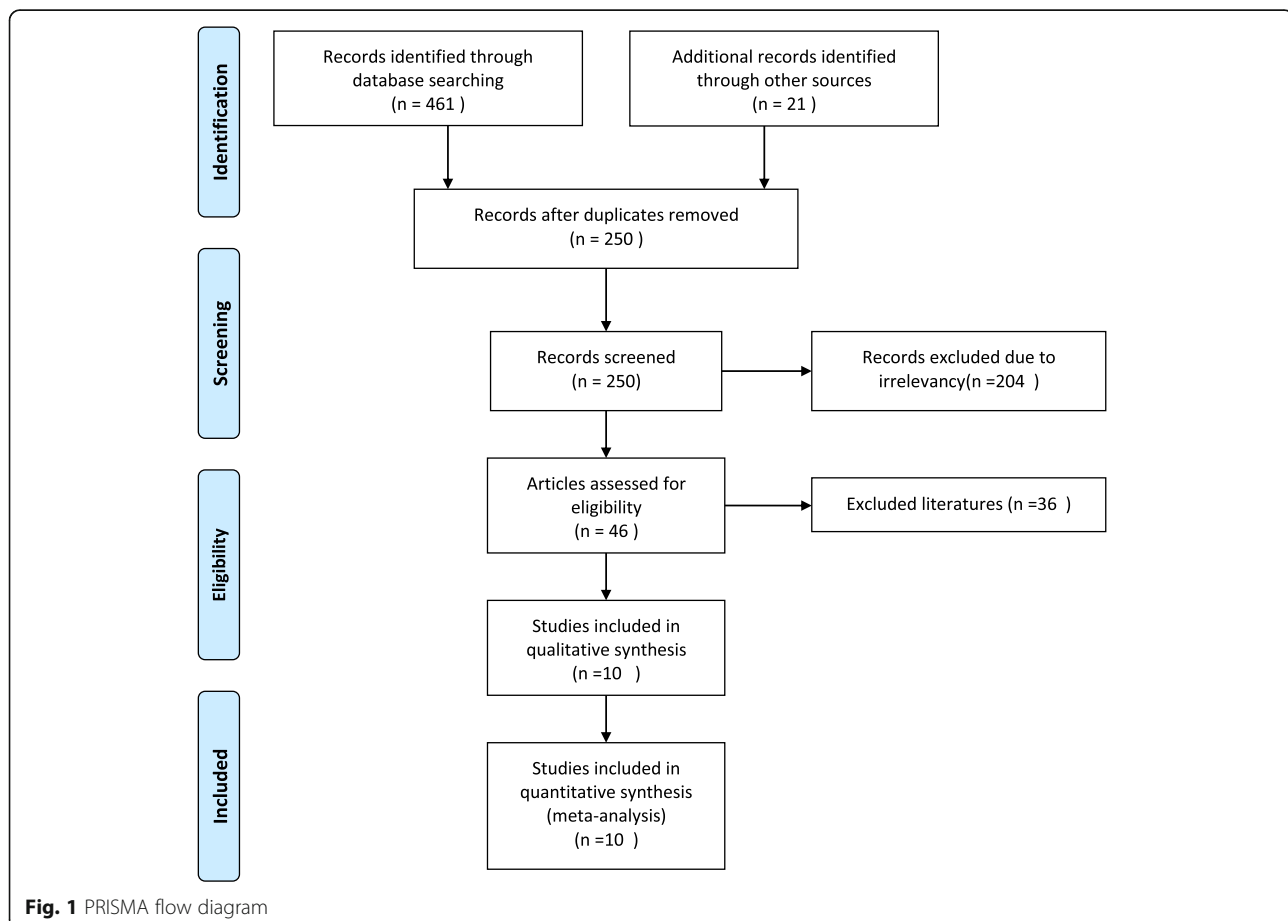 Identification
Records identified through
database searching
(n = 461 )
Additional records identified
through other sources
(n = 21 )
Records after duplicates removed
(n = 250 )
Screening
Records screened
(n = 250)
Records excluded due to
irrelevancy(n =204 )
Eligibility
Articles assessed for
eligibility
(n = 46 )
Excluded literatures (n =36 )
Studies included in
qualitative synthesis
(n =10 )
Included
Studies included in
quantitative synthesis
(meta-analysis)
(n =10 )
Fig. 1 PRISMA flow diagram